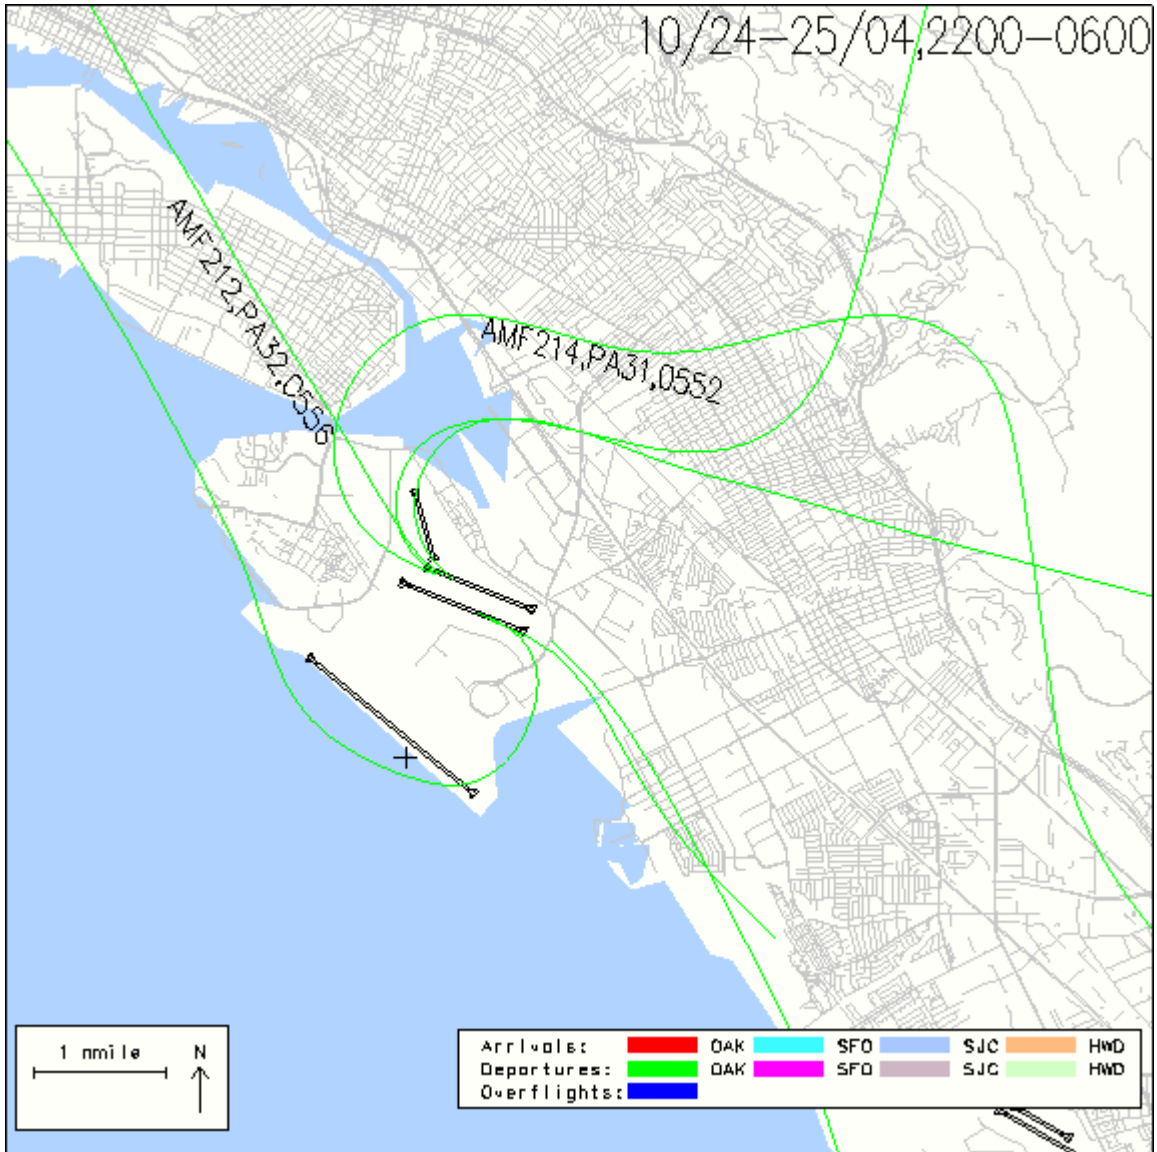 10/24-25/04,2200-0600
AMF212,PA32,0556
AMF214,PA31,0552
1 nmile N
Arrivals: OAK SFO SJC HWD
Departures: OAK SFO SJC HWD
Overflights: